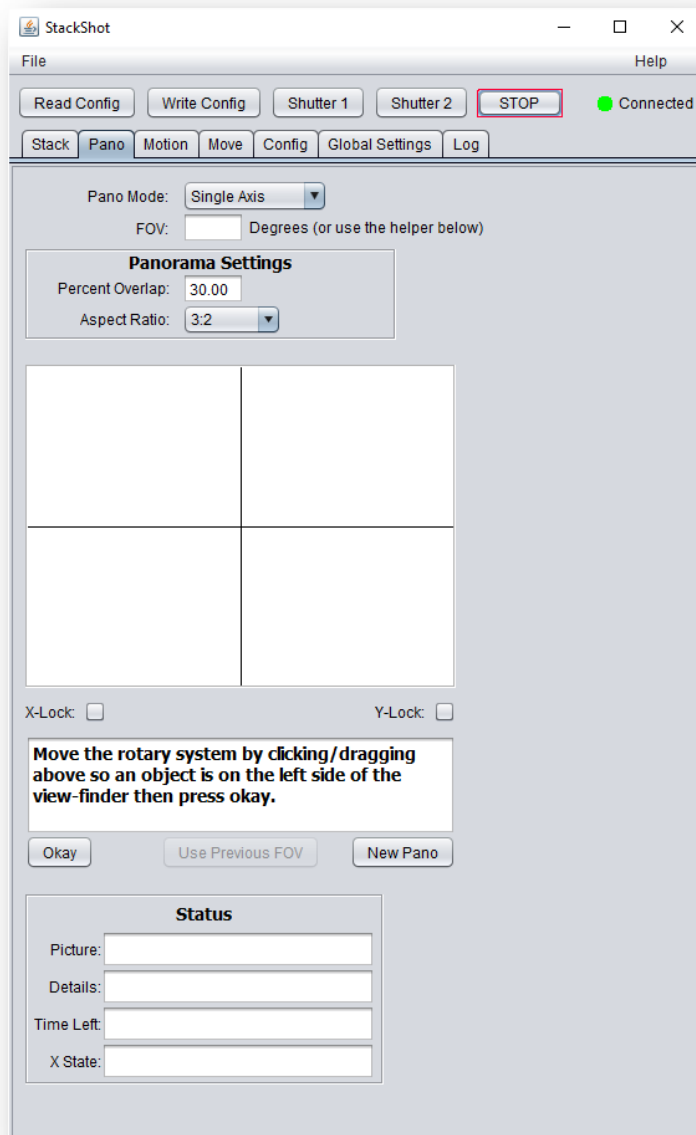 StackShot
File Help
Read Config Write Config Shutter 1 Shutter 2 STOP Connected
Stack Pano Motion Move Config Global Settings Log
Pano Mode: Single Axis
FOV: Degrees (or use the helper below)
Panorama Settings
Percent Overlap: 30.00
Aspect Ratio: 3:2
X-Lock: Y-Lock:
Move the rotary system by clicking/dragging
above so an object is on the left side of the
view-finder then press okay.
Okay Use Previous FOV New Pano
Status
Picture:
Details:
Time Left:
X State: